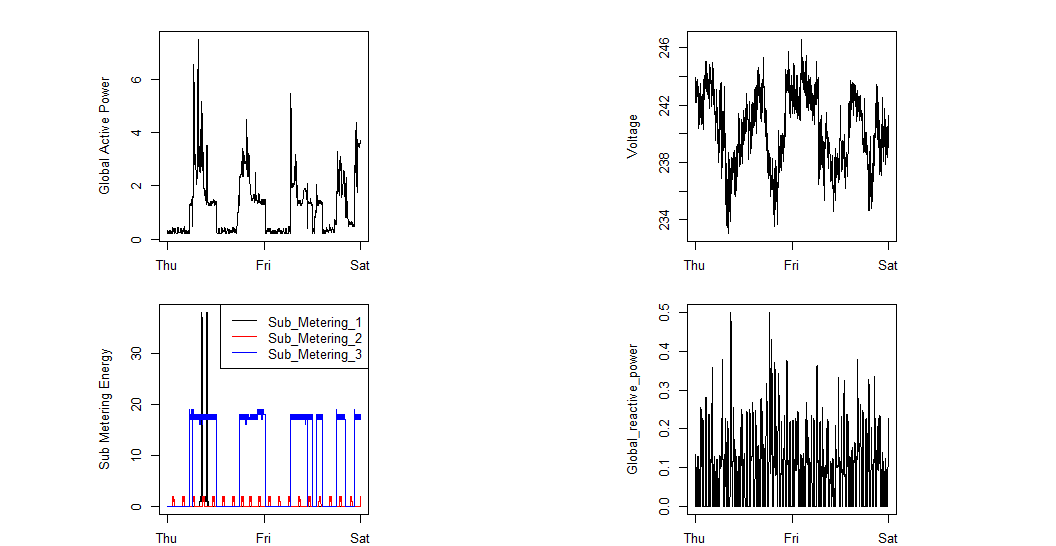 Global Active Power
0
2
4
6
Thu
Fri
Sat
Voltage
234
238
242
246
Thu
Fri
Sat
Sub Metering Energy
0
10
20
30
Sub_Metering_1
Sub_Metering_2
Sub_Metering_3
Thu
Fri
Sat
Global_reactive_power
0.0
0.1
0.2
0.3
0.4
0.5
Thu
Fri
Sat